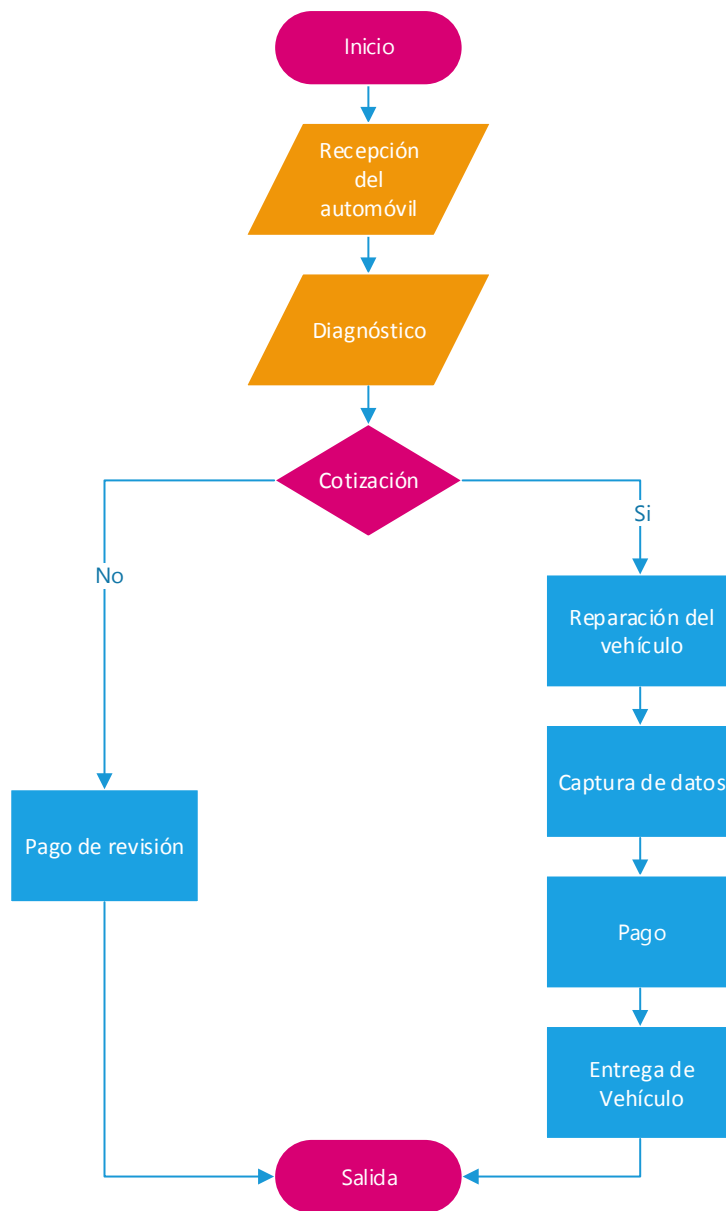 Inicio
Recepción
del
automóvil
Diagnóstico
Cotización
Si
No
Reparación del
vehículo
Captura de datos
Pago de revisión
Pago
Entrega de
Vehículo
Salida